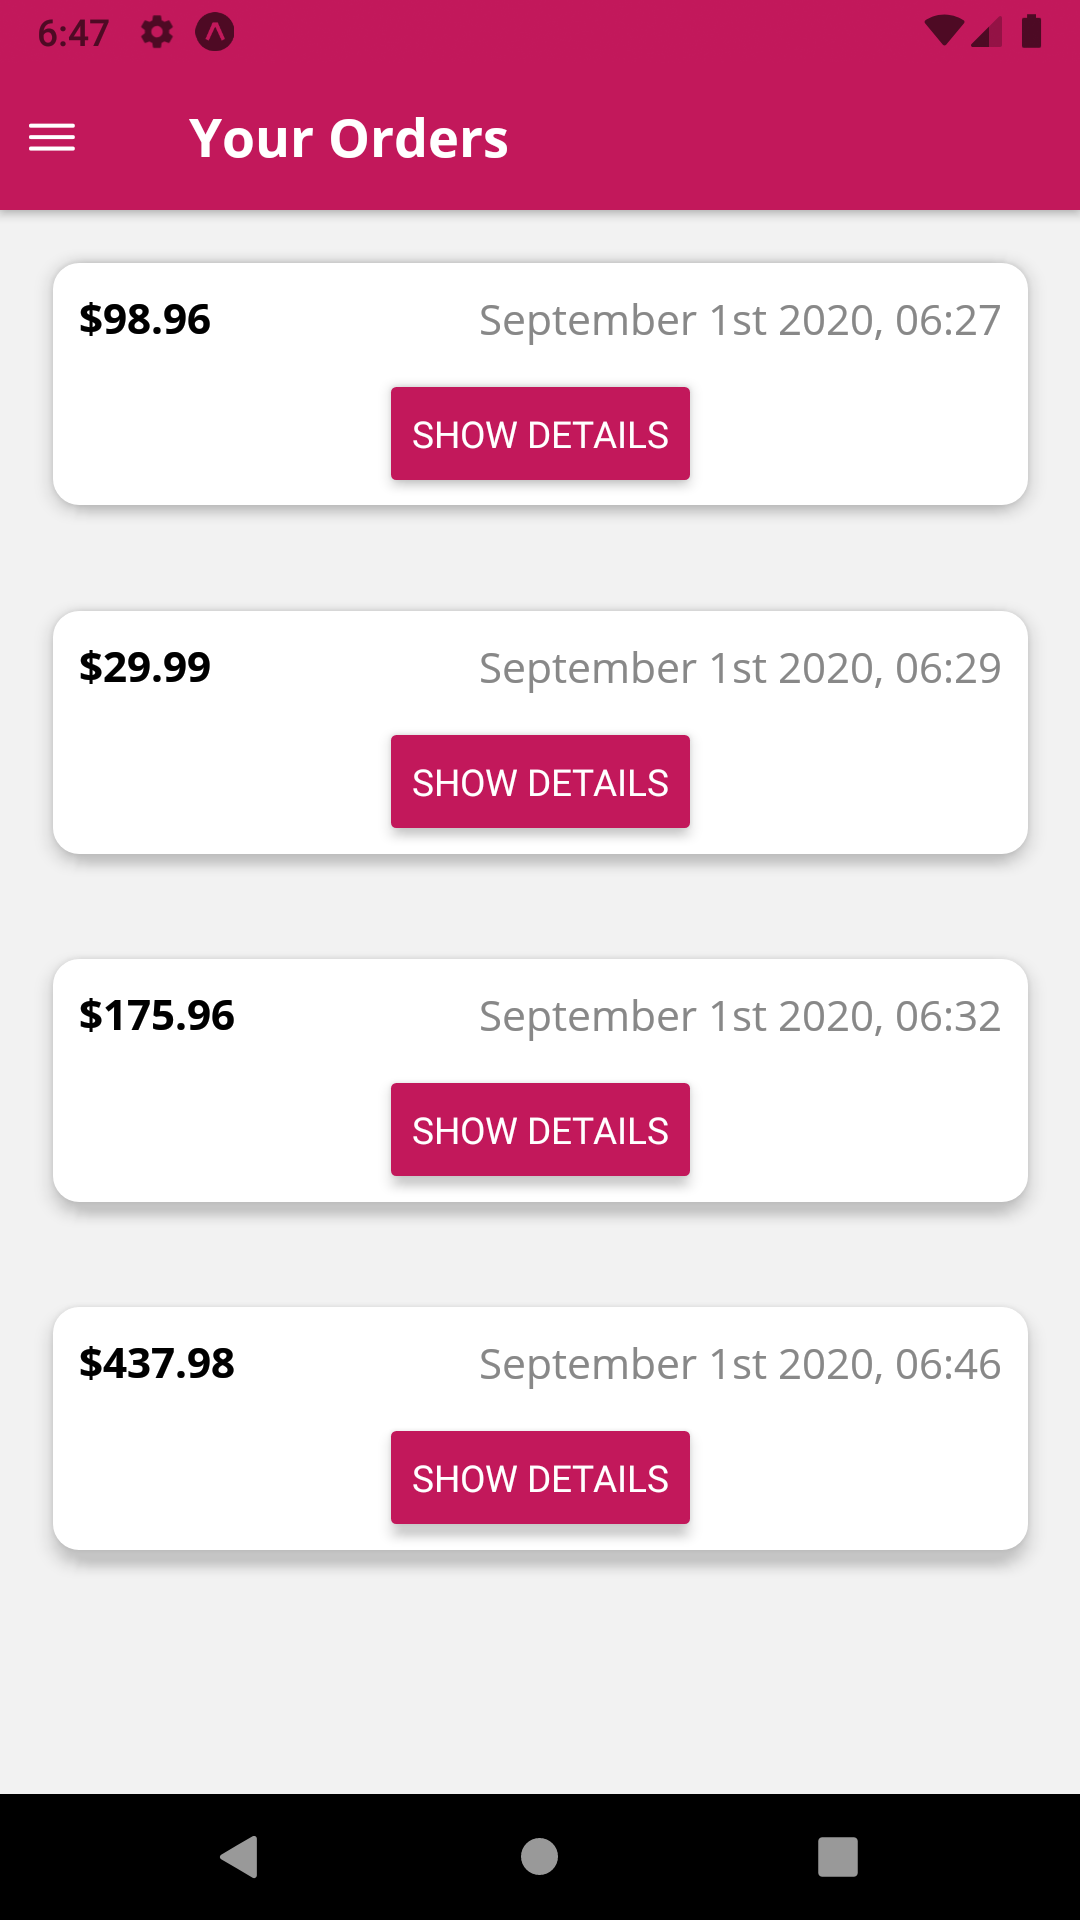 6:47
Your Orders
$98.96 September 1st 2020, 06:27
SHOW DETAILS
$29.99 September 1st 2020, 06:29
SHOW DETAILS
$175.96 September 1st 2020, 06:32
SHOW DETAILS
$437.98 September 1st 2020, 06:46
SHOW DETAILS